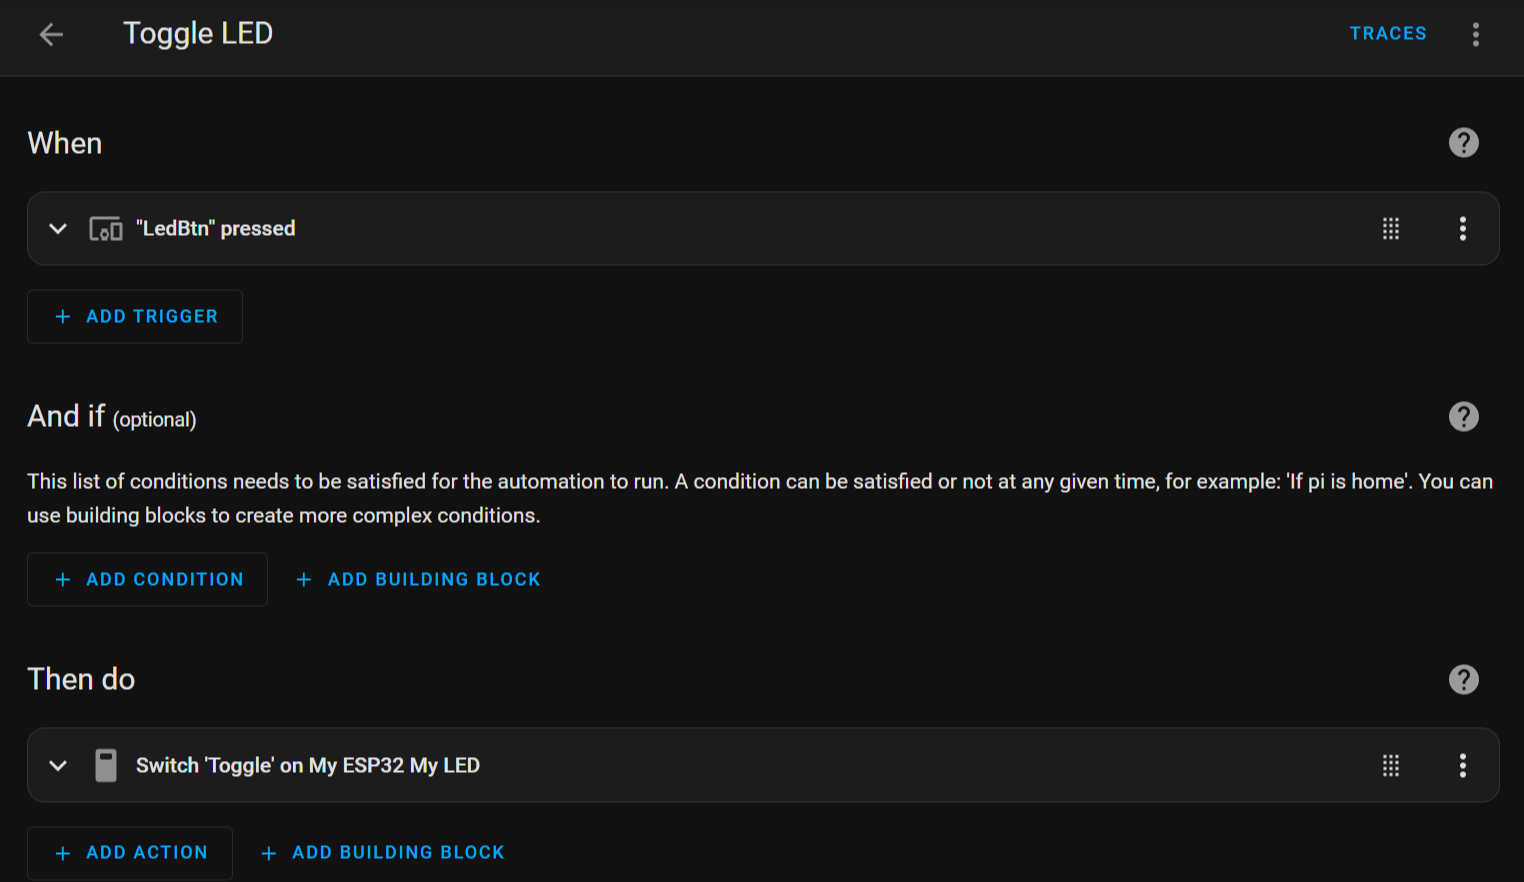 Toggle LED
TRACES
When
"LedBtn" pressed
+ ADD TRIGGER
And if (optional)
This list of conditions needs to be satisfied for the automation to run. A condition can be satisfied or not at any given time, for example: 'If pi is home'. You can
use building blocks to create more complex conditions.
+ ADD CONDITION + ADD BUILDING BLOCK
Then do
Switch 'Toggle' on My ESP32 My LED
+ ADD ACTION + ADD BUILDING BLOCK